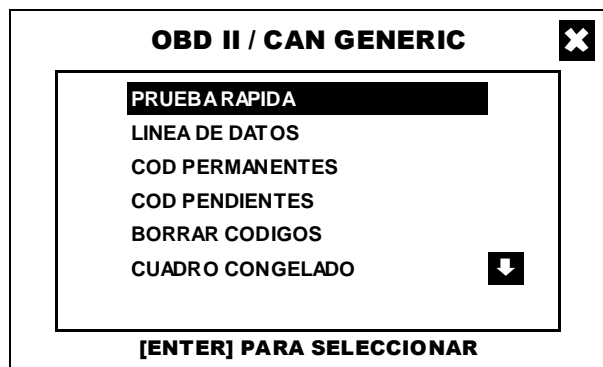 OBD II / CAN GENERIC
PRUEBA RAPIDA
LINEA DE DATOS
COD PERMANENTES
COD PENDIENTES
BORRAR CODIGOS
CUADRO CONGELADO
[ENTER] PARA SELECCIONAR